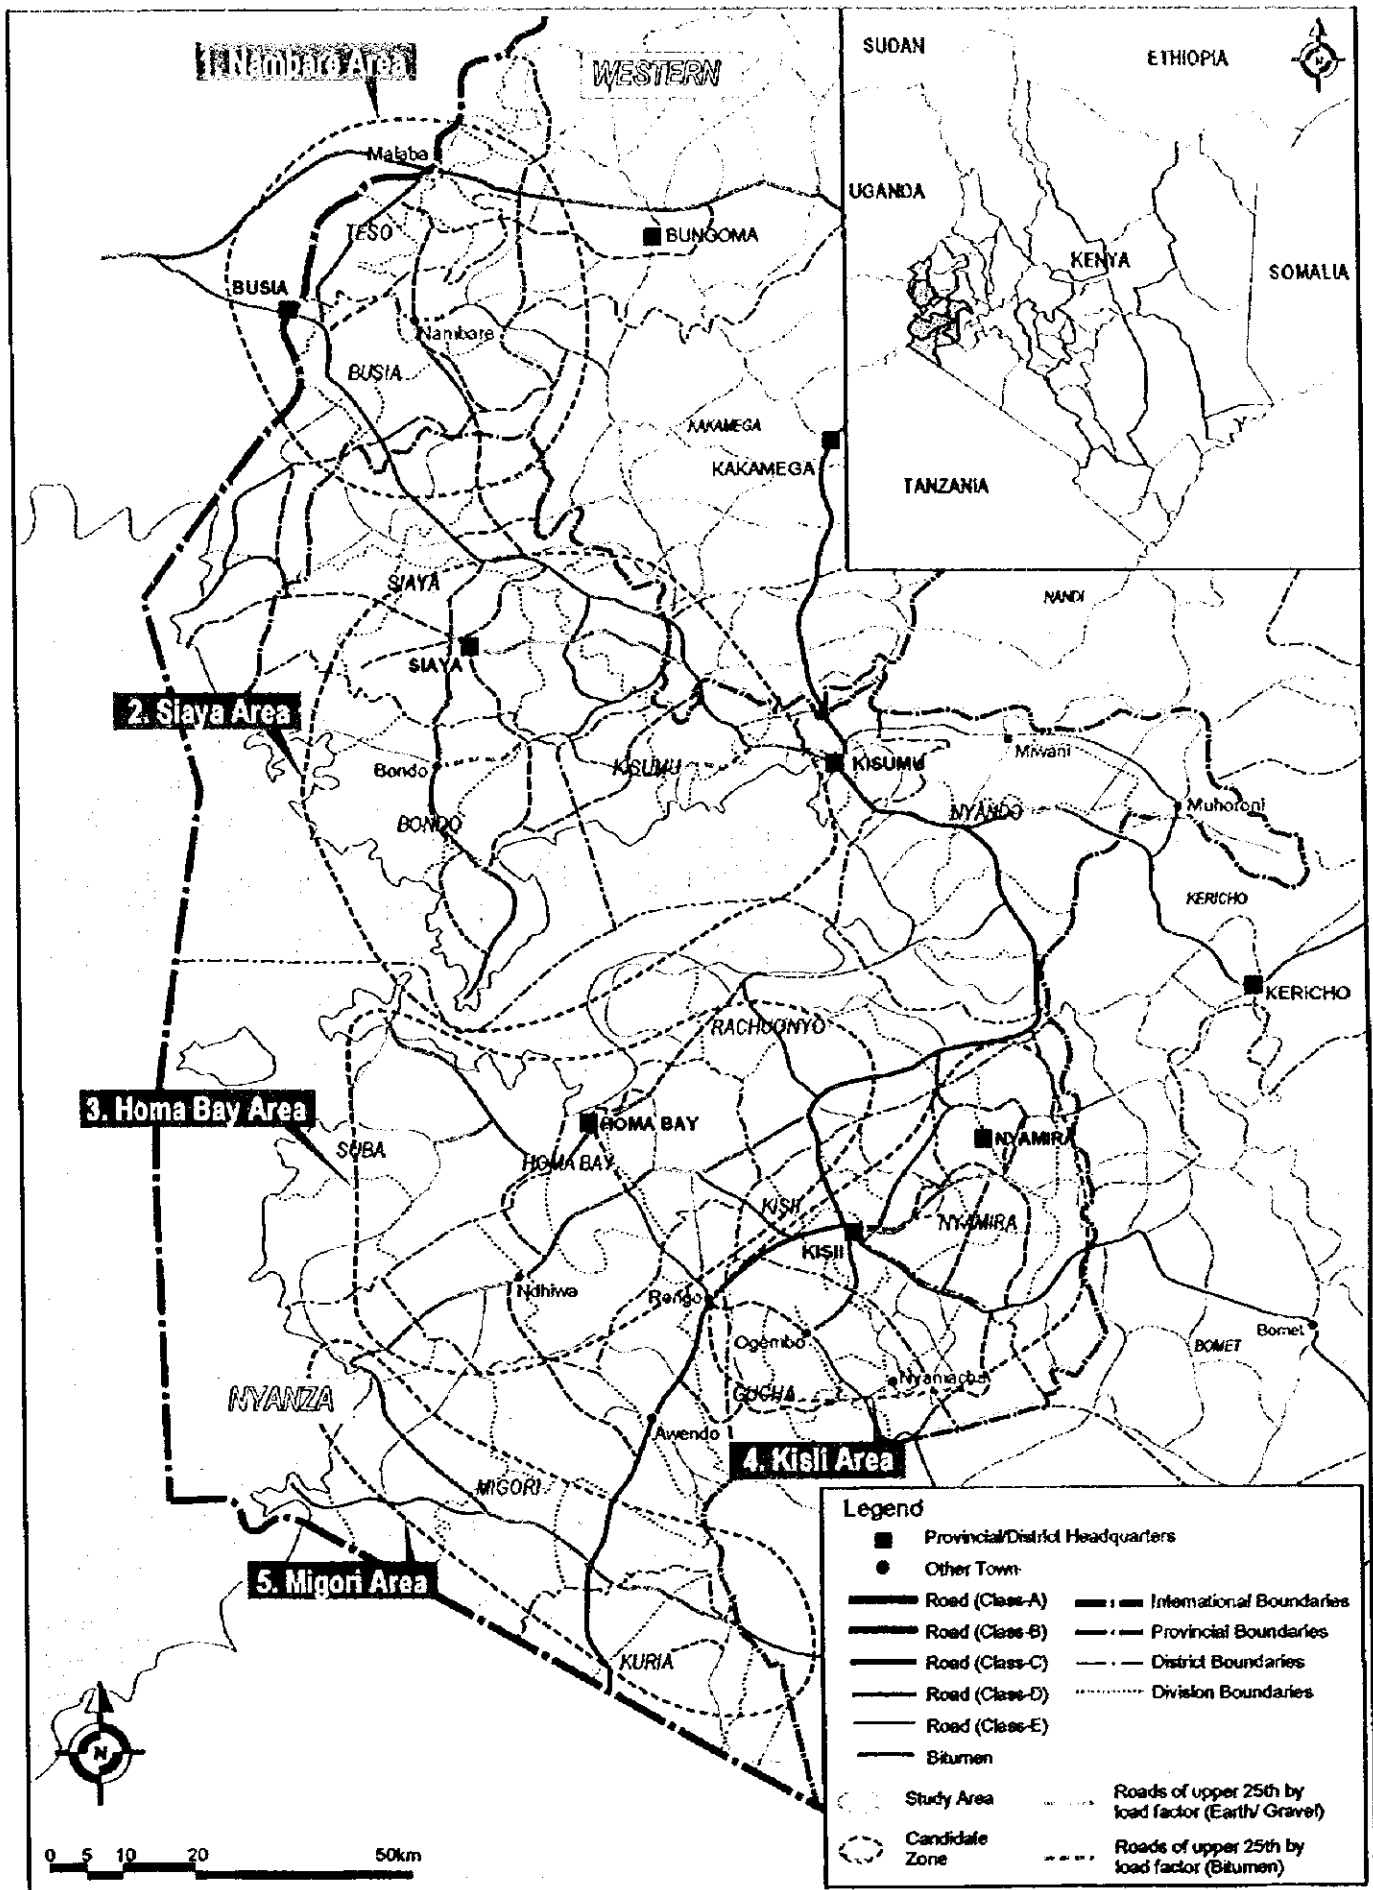 1. Nambare Area
WESTERN
SUDAN
ETHIOPIA
N
UGANDA
KENYA
SOMALIA
TANZANIA
Malaba
TESO
BUNGOMA
BUSIA
Nambare
BUSIA
KAKAMEGA
KAKAMEGA
SIAYA
NANDI
SIAYA
2. Siaya Area
Bondo
KISUMU
KISUMU
Miwani
BONDO
NYANDO
Muhoroni
KERICHO
KERICHO
RACHUONYO
3. Homa Bay Area
HOMA BAY
SUBA
HOMA BAY
NYAMIRA
KISII
NYAMIRA
KISII
Ndhiwa
Rongo
Ogembo
Bomet
BOMET
Nyamache
GUCHA
NYANZA
Awendo
4. Kisii Area
MIGORI
5. Migori Area
KURIA
N
0 5 10 20 50km
Legend
Provincial/District Headquarters
Other Town
Road (Class-A)
International Boundaries
Road (Class-B)
Provincial Boundaries
Road (Class-C)
District Boundaries
Road (Class-D)
Division Boundaries
Road (Class-E)
Bitumen
Study Area
Roads of upper 25th by
load factor (Earth/ Gravel)
Candidate
Zone
Roads of upper 25th by
load factor (Bitumen)